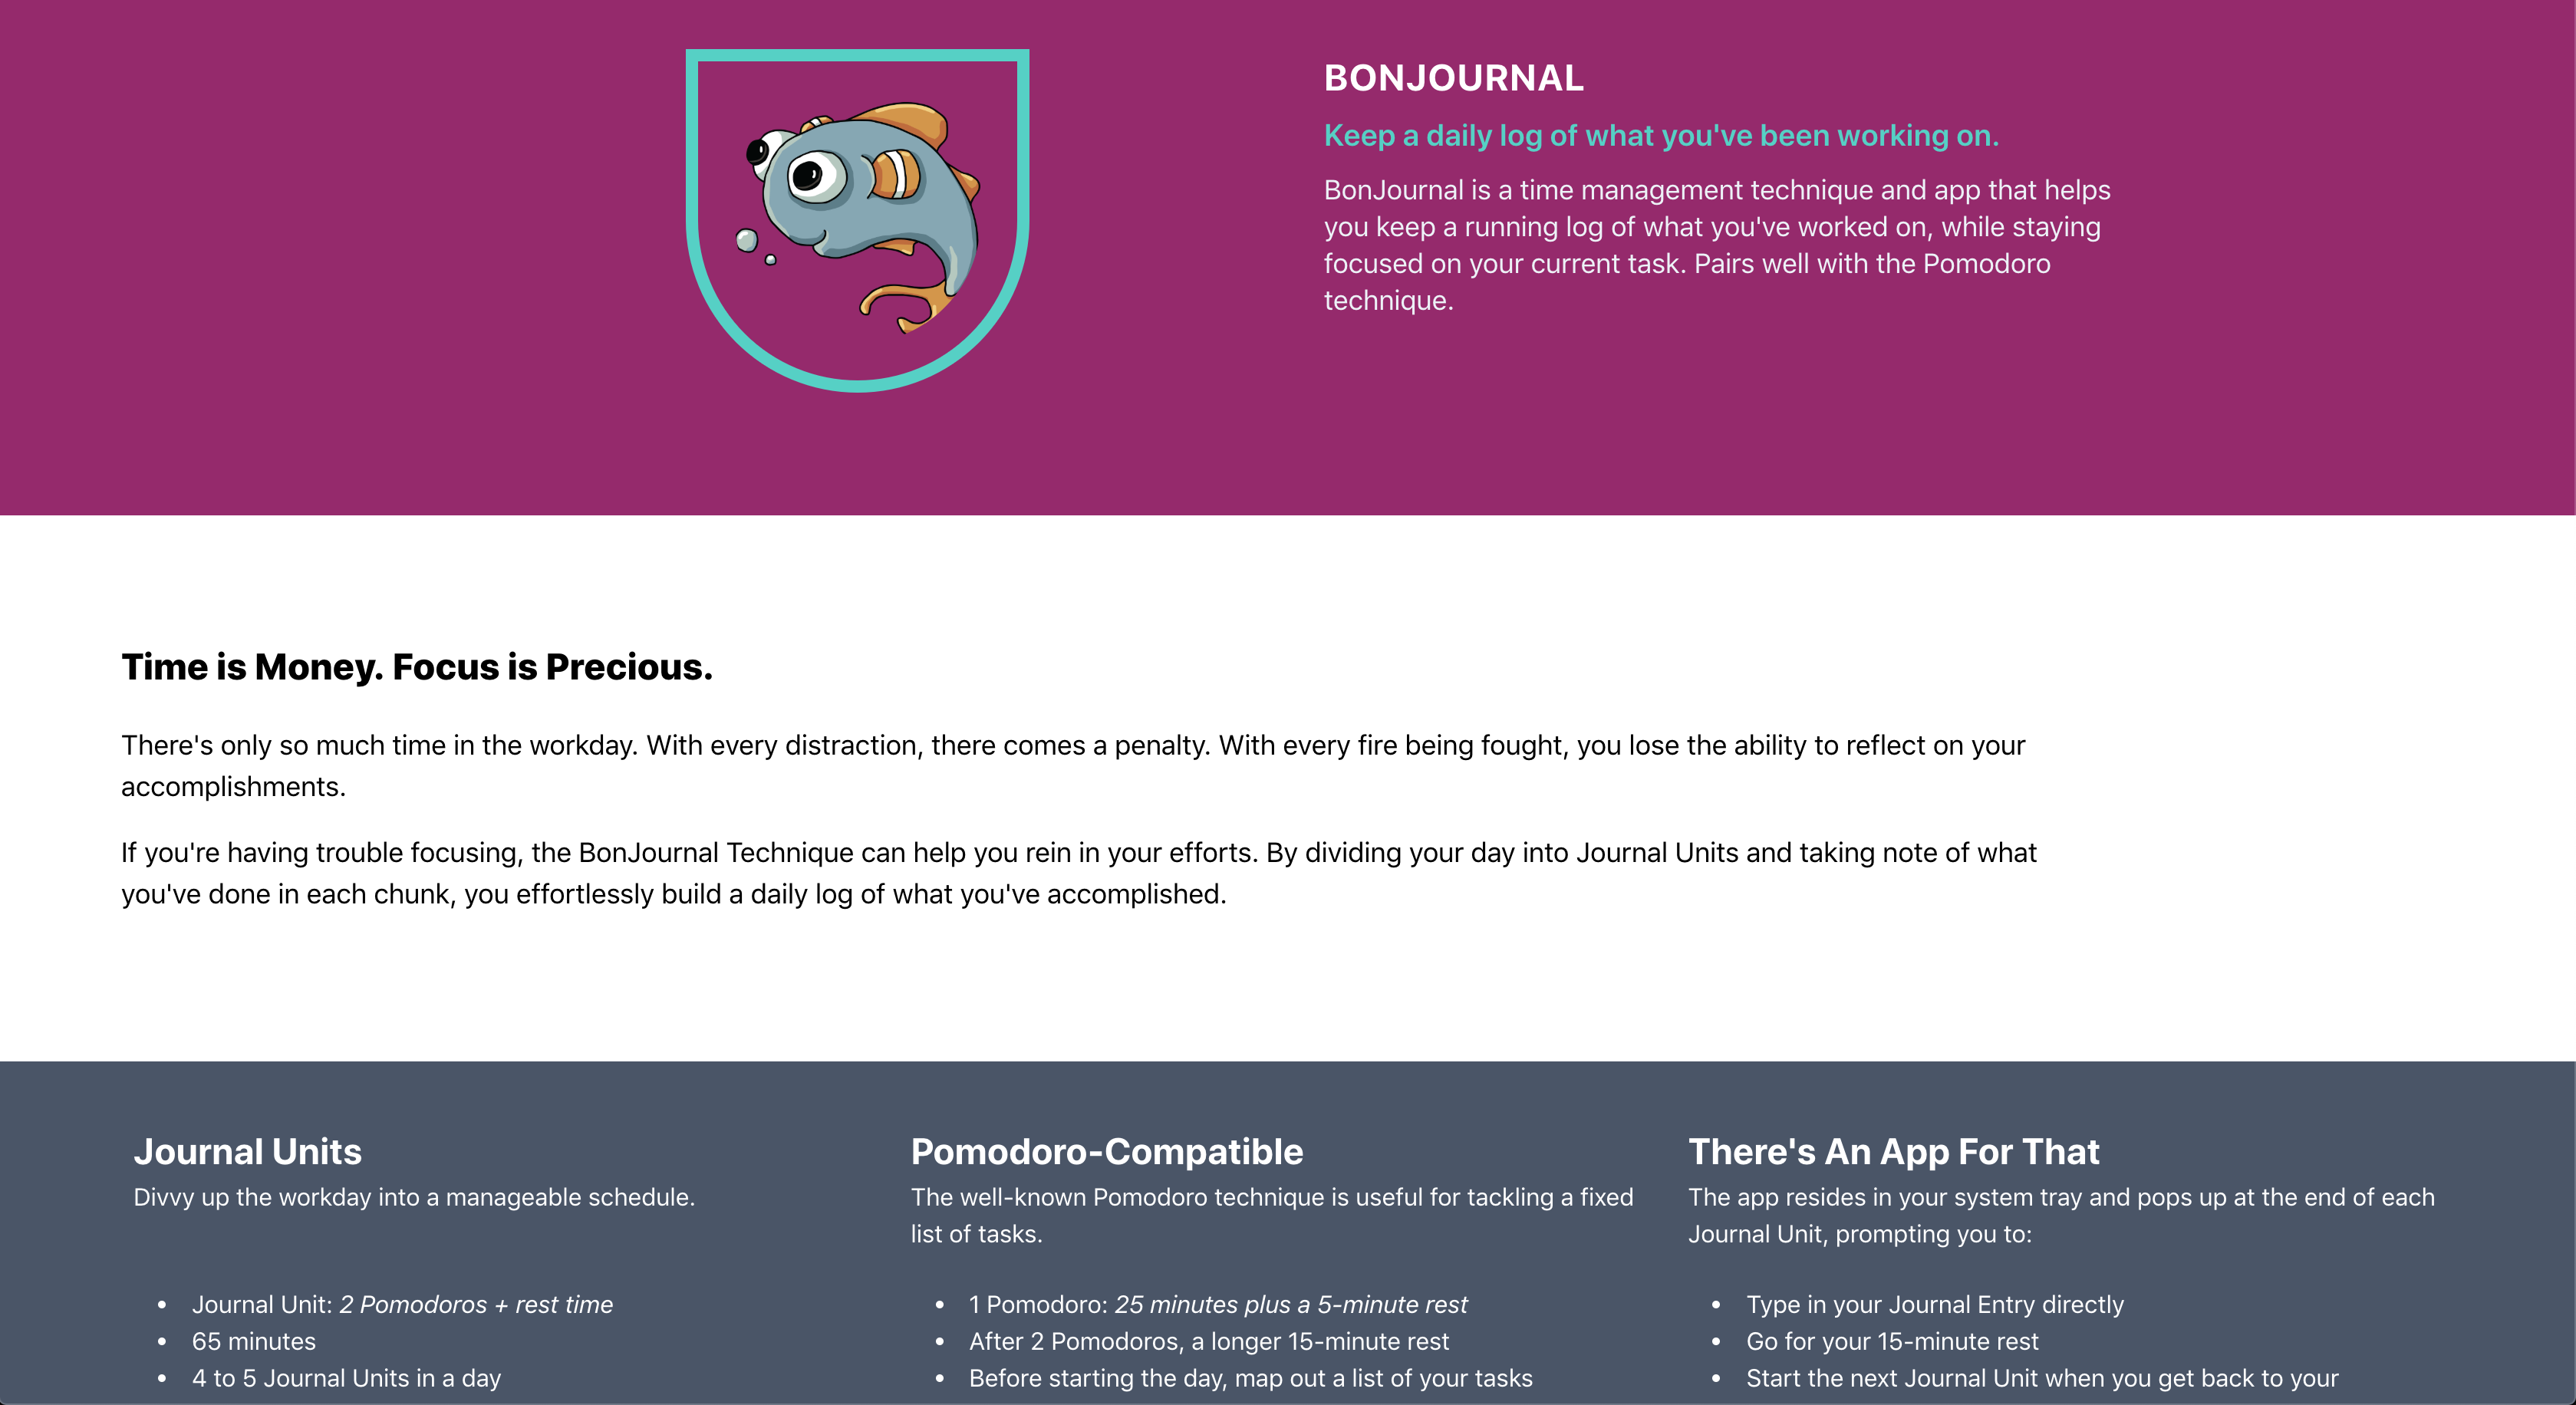 BONJOURNAL
Keep a daily log of what you've been working on.
BonJournal is a time management technique and app that helps
you keep a running log of what you've worked on, while staying
focused on your current task. Pairs well with the Pomodoro
technique.
Time is Money. Focus is Precious.
There's only so much time in the workday. With every distraction, there comes a penalty. With every fire being fought, you lose the ability to reflect on your
accomplishments.
If you're having trouble focusing, the BonJournal Technique can help you rein in your efforts. By dividing your day into Journal Units and taking note of what
you've done in each chunk, you effortlessly build a daily log of what you've accomplished.
Journal Units
Divvy up the workday into a manageable schedule.
• Journal Unit: 2 Pomodoros + rest time
• 65 minutes
• 4 to 5 Journal Units in a day
Pomodoro-Compatible
The well-known Pomodoro technique is useful for tackling a fixed
list of tasks.
• 1 Pomodoro: 25 minutes plus a 5-minute rest
• After 2 Pomodoros, a longer 15-minute rest
• Before starting the day, map out a list of your tasks
There's An App For That
The app resides in your system tray and pops up at the end of each
Journal Unit, prompting you to:
• Type in your Journal Entry directly
• Go for your 15-minute rest
• Start the next Journal Unit when you get back to your